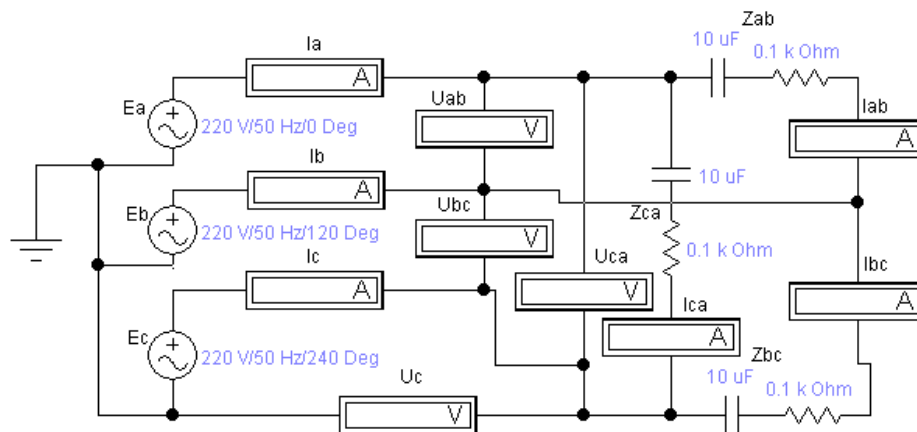 Zab
10 uF
0.1 k Ohm
Ia
A
Ea
220 V/50 Hz/0 Deg
Uab
V
Iab
A
Ib
A
10 uF
Eb
220 V/50 Hz/120 Deg
Ubc
V
Zca
0.1 k Ohm
Ic
A
Uca
V
Ibc
A
Ica
A
Ec
220 V/50 Hz/240 Deg
Zbc
10 uF
0.1 k Ohm
Uc
V